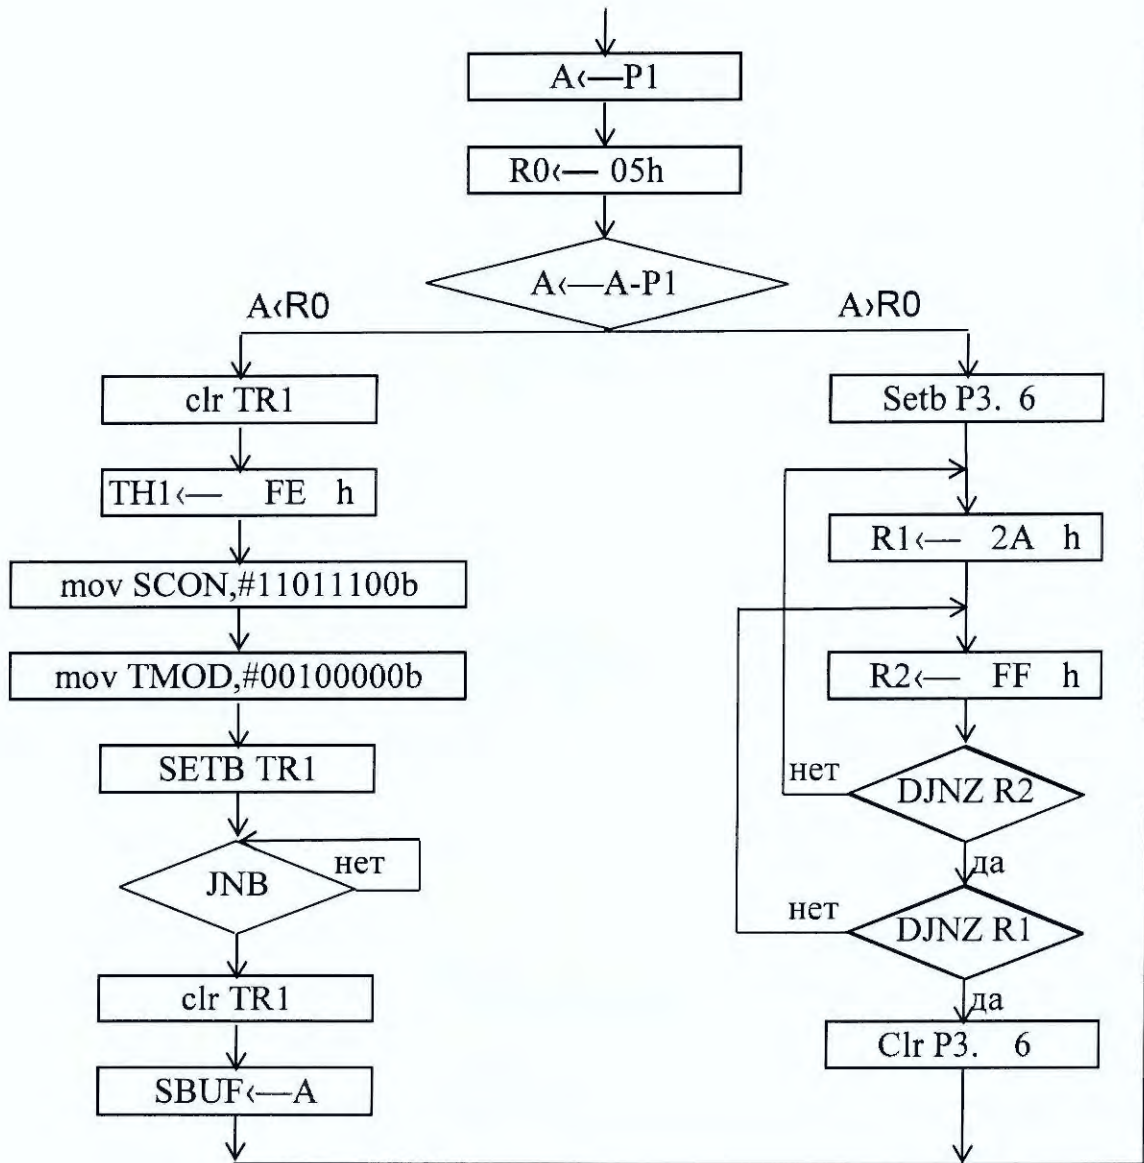 A‹—P1
R0‹— 05h
A‹—A-P1
A‹R0
A›R0
clr TR1
TH1‹— FE h
mov SCON,#11011100b
mov TMOD,#00100000b
SETB TR1
JNB
нет
clr TR1
SBUF‹—A
Setb P3. 6
R1‹— 2A h
R2‹— FF h
DJNZ R2
нет
да
DJNZ R1
нет
да
Clr P3. 6